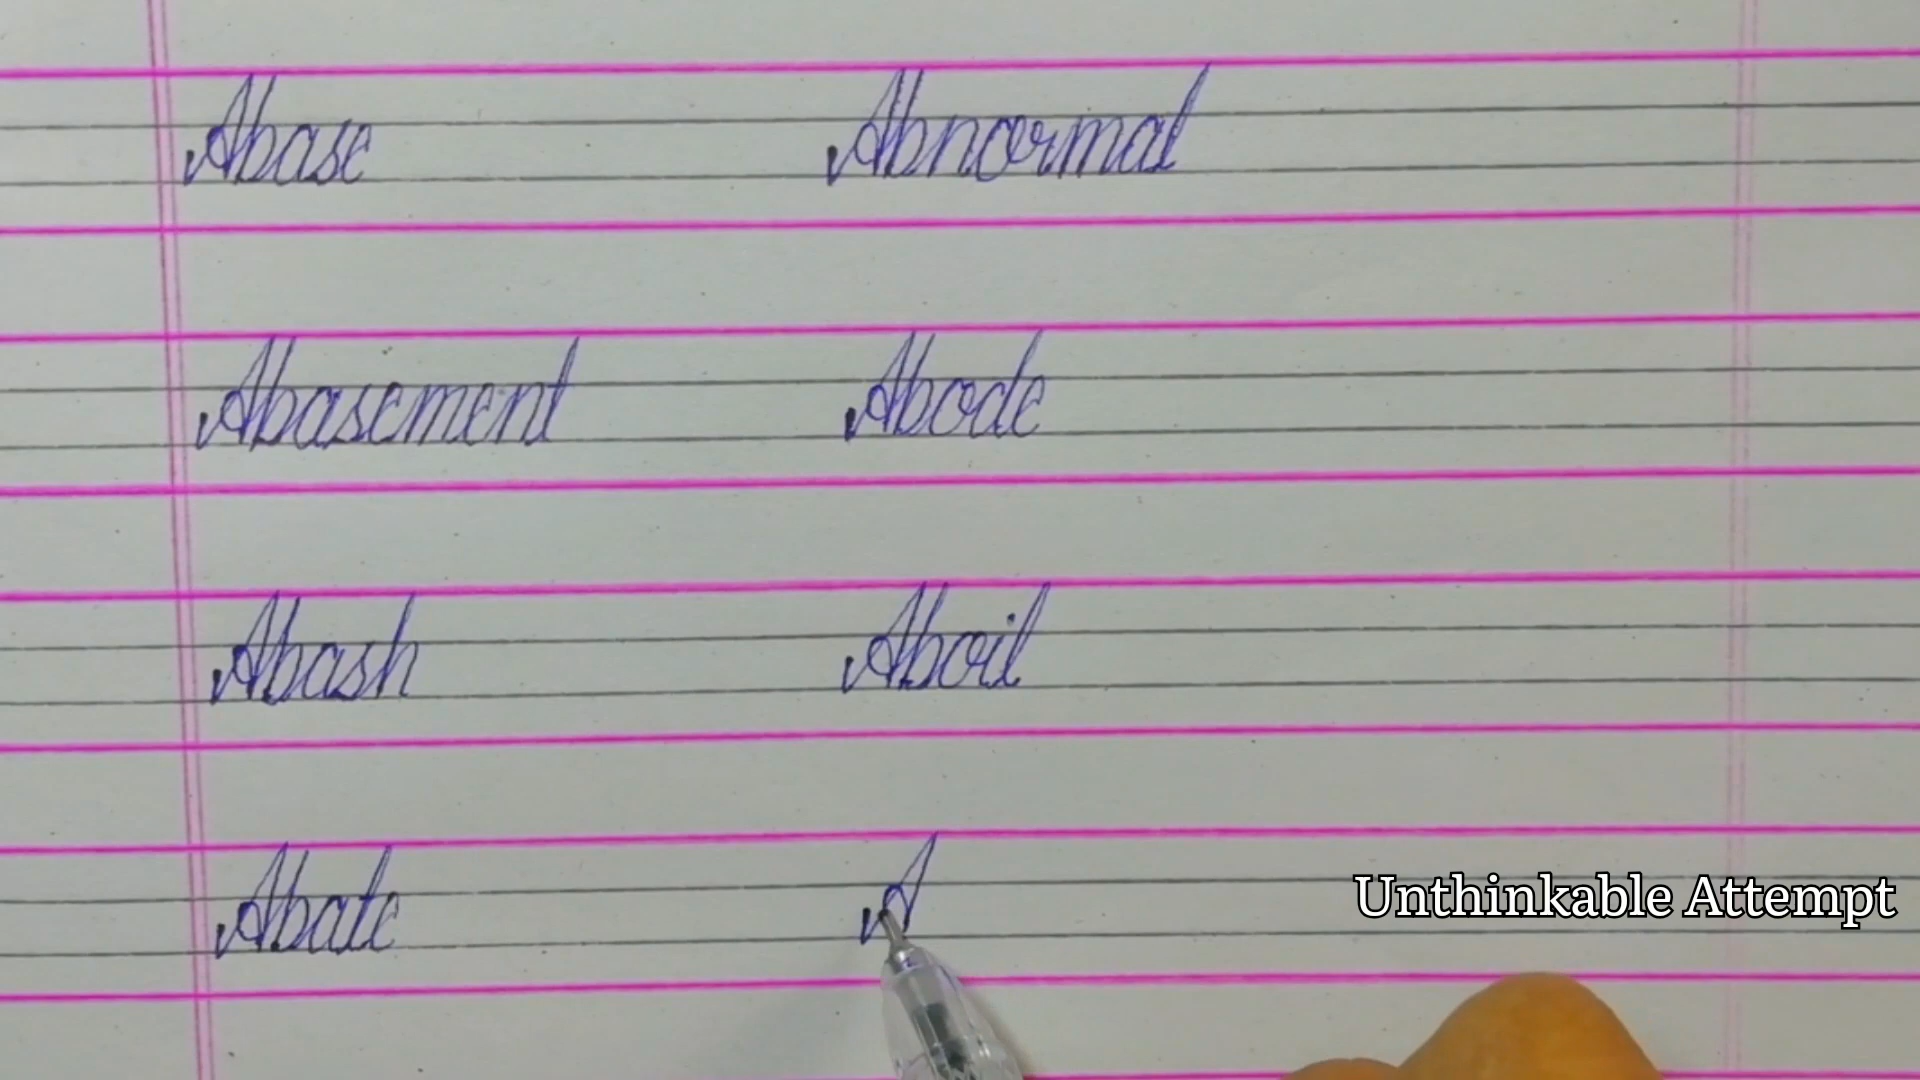 Abase Abnormal
Abasement Abode
Abash Aboil
Abate A
Unthinkable Attempt